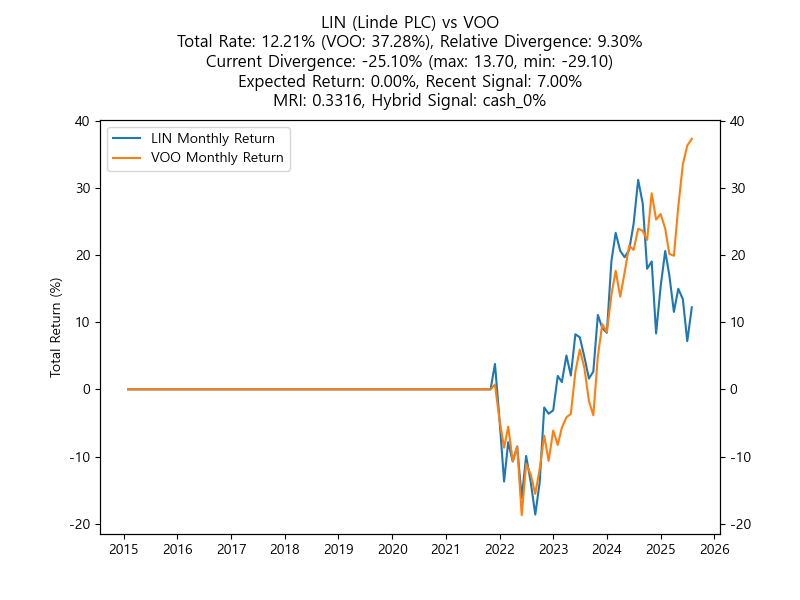 LIN (Linde PLC) vs VOO
Total Rate: 12.21% (VOO: 37.28%), Relative Divergence: 9.30%
Current Divergence: -25.10% (max: 13.70, min: -29.10)
Expected Return: 0.00%, Recent Signal: 7.00%
MRI: 0.3316, Hybrid Signal: cash_0%
LIN Monthly Return
VOO Monthly Return
Total Return (%)
40
30
20
10
0
-10
-20
40
30
20
10
0
-10
-20
2015 2016 2017 2018 2019 2020 2021 2022 2023 2024 2025 2026